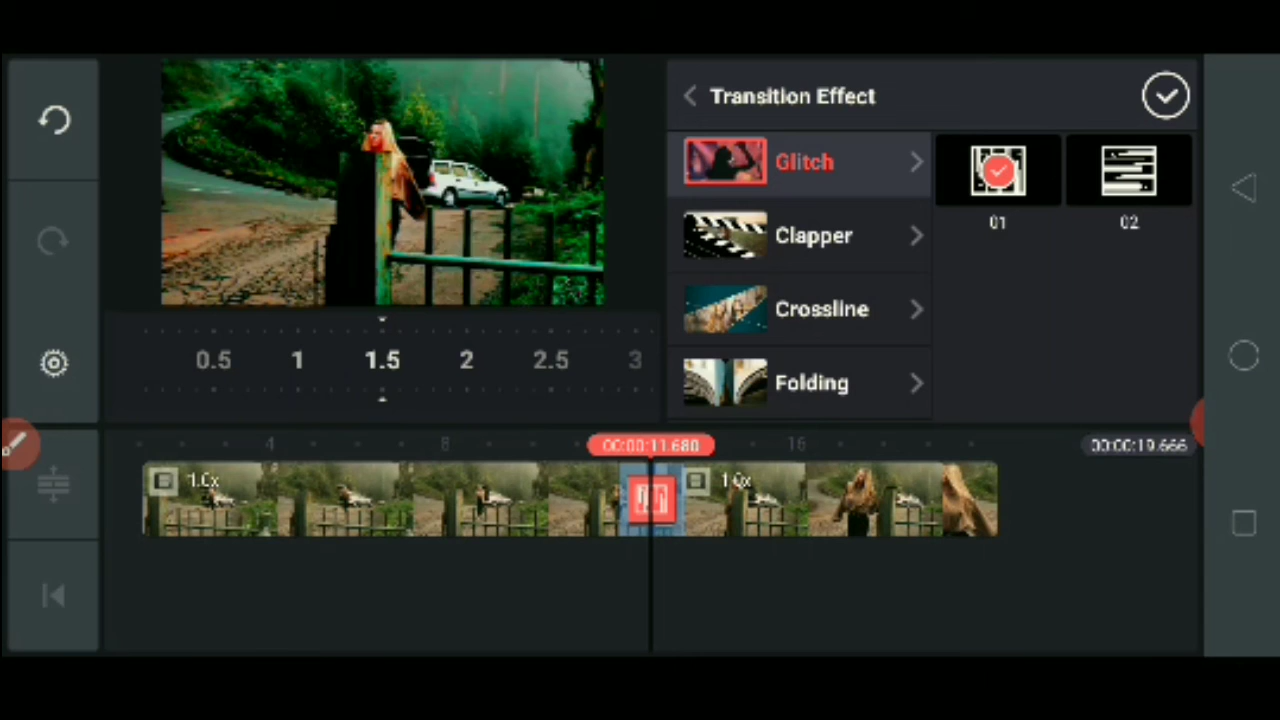 Transition Effect
Glitch
01
02
Clapper
Crossline
Folding
0.5 1 1.5 2 2.5 3
4 8 00:00:11.680 16 00:00:19.666
1.0x
1.0x